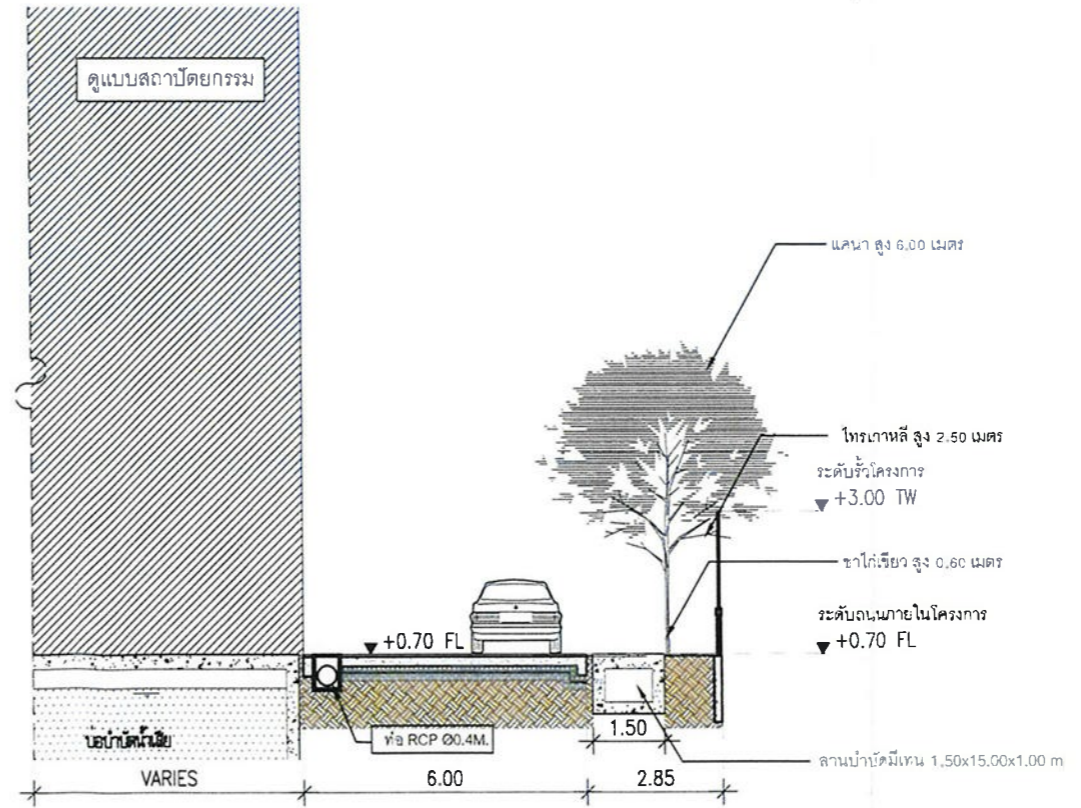 ดูแบบสถาปัตยกรรม
แคนา สูง 6.00 เมตร
ไทรเกาหลี สูง 2.50 เมตร
ระดับรั้วโครงการ
+3.00 TW
ชาไก่เขียว สูง 0.60 เมตร
ระดับถนนภายในโครงการ
+0.70 FL
+0.70 FL
บ่อบำบัดน้ำเสีย
ท่อ RCP Ø0.4M.
1.50
ลานบำบัดมีเทน 1.50x15.00x1.00 m
VARIES
6.00
2.85